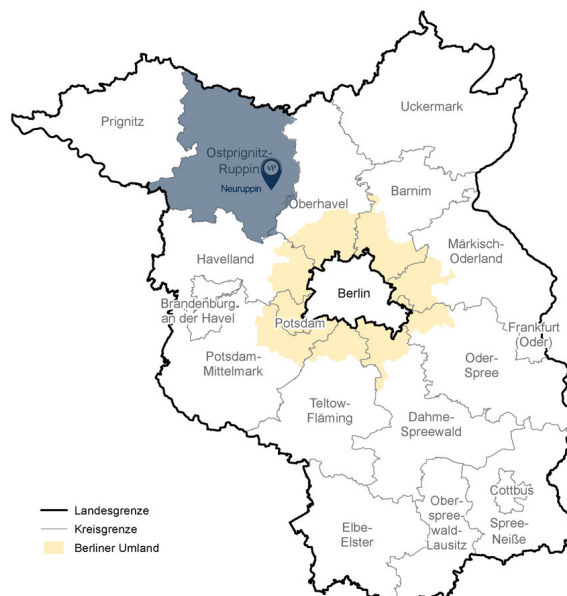 Uckermark
Prignitz
Ostprignitz-
Ruppin
Neuruppin
Barnim
Oberhavel
Märkisch-
Oderland
Havelland
Berlin
Brandenburg
an der Havel
Potsdam
Frankfurt
(Oder)
Potsdam-
Mittelmark
Oder-
Spree
Teltow-
Fläming
Dahme-
Spreewald
Cottbus
Ober-
spree-
wald-
Lausitz
Spree-
Neiße
Elbe-
Elster
Landesgrenze
Kreisgrenze
Berliner Umland